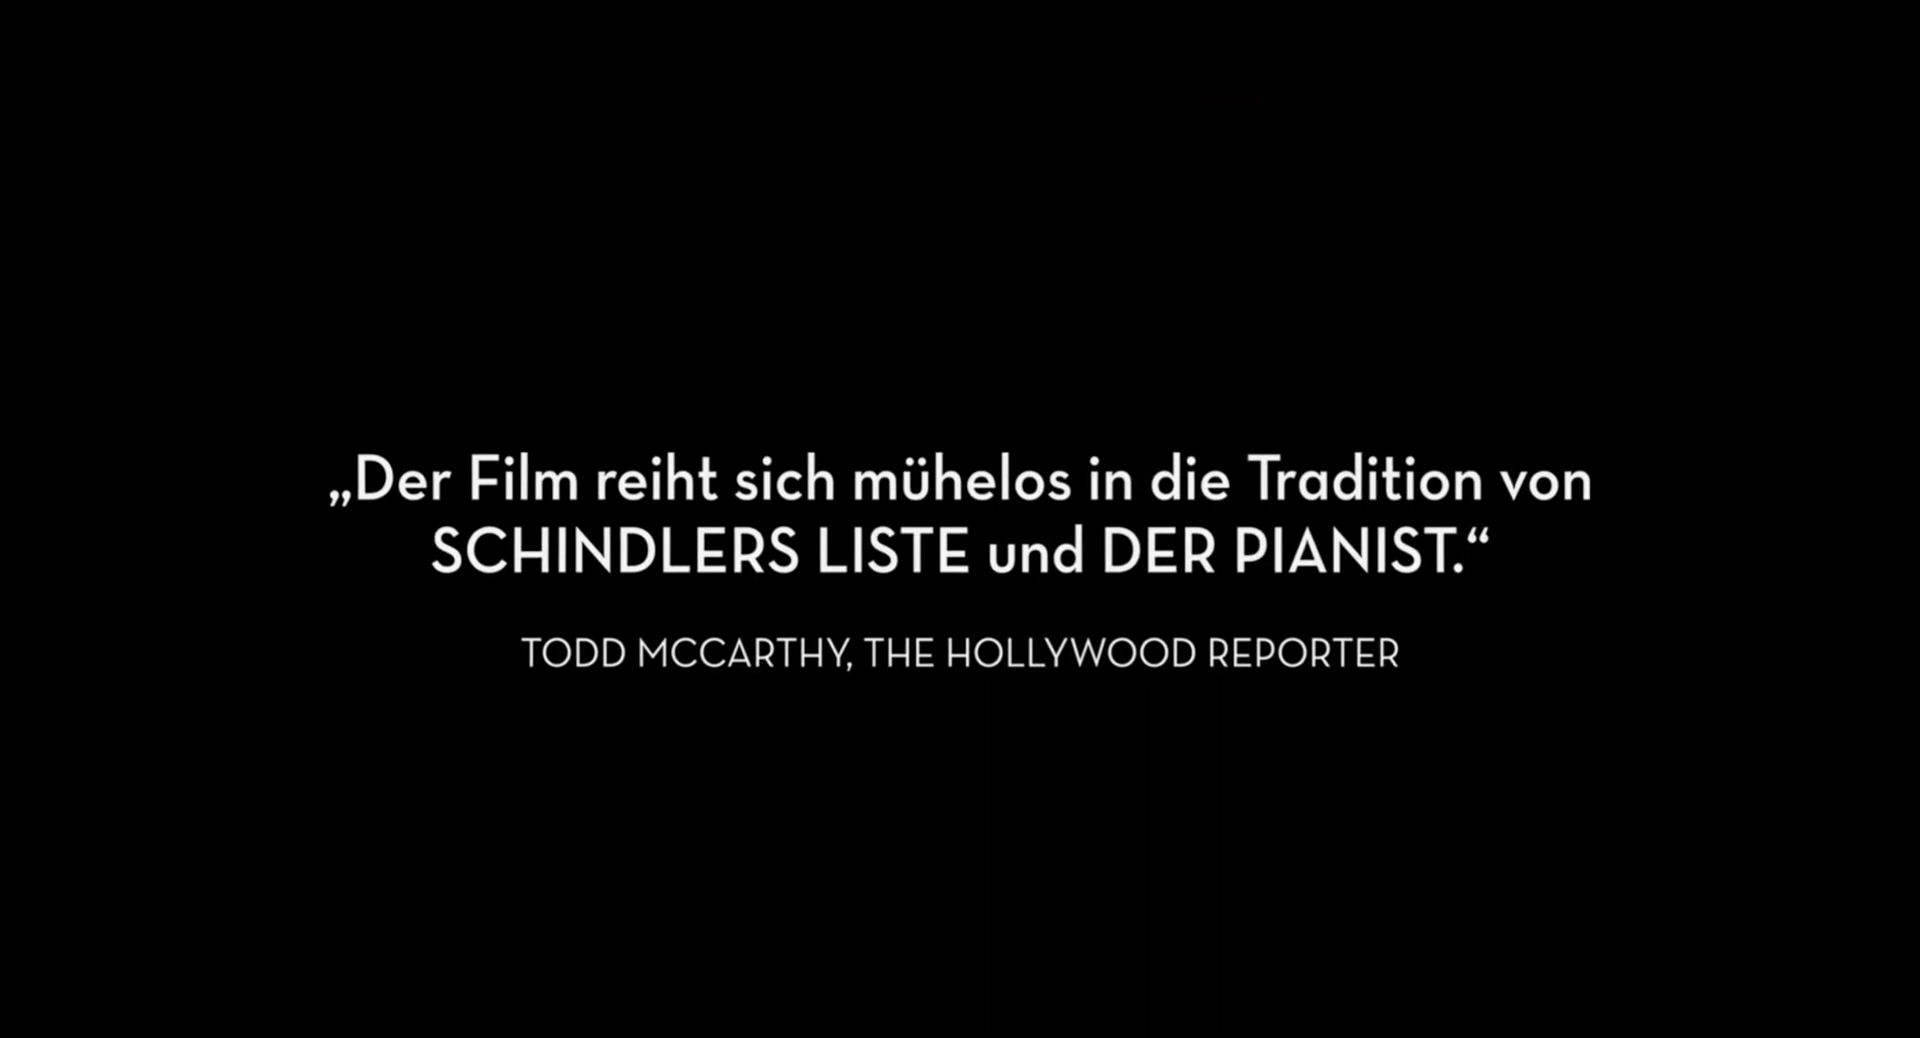 „Der Film reiht sich mühelos in die Tradition von
SCHINDLERS LISTE und DER PIANIST.“
TODD MCCARTHY, THE HOLLYWOOD REPORTER